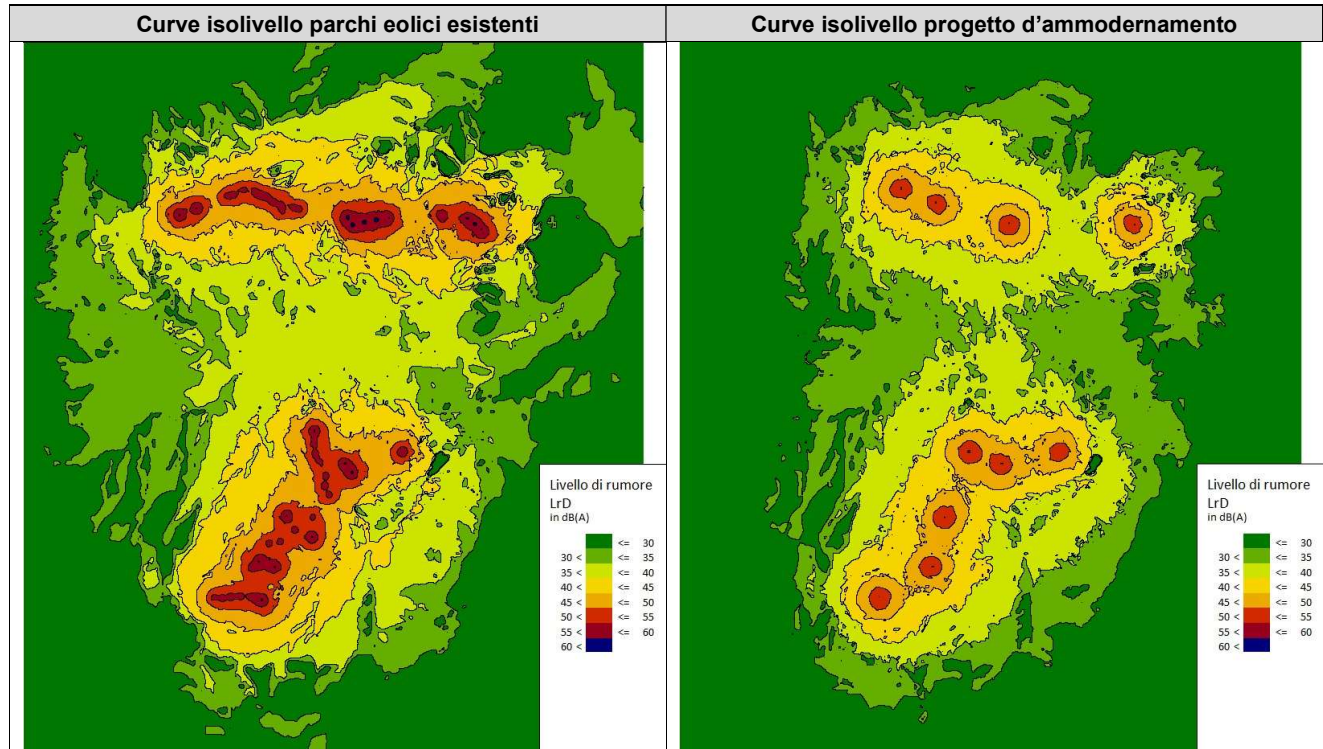 Curve isolivello parchi eolici esistenti
Curve isolivello progetto d’ammodernamento
Livello di rumore
LrD
in dB(A)
<= 30
30 < <= 35
35 < <= 40
40 < <= 45
45 < <= 50
50 < <= 55
55 < <= 60
60 <
Livello di rumore
LrD
in dB(A)
<= 30
30 < <= 35
35 < <= 40
40 < <= 45
45 < <= 50
50 < <= 55
55 < <= 60
60 <